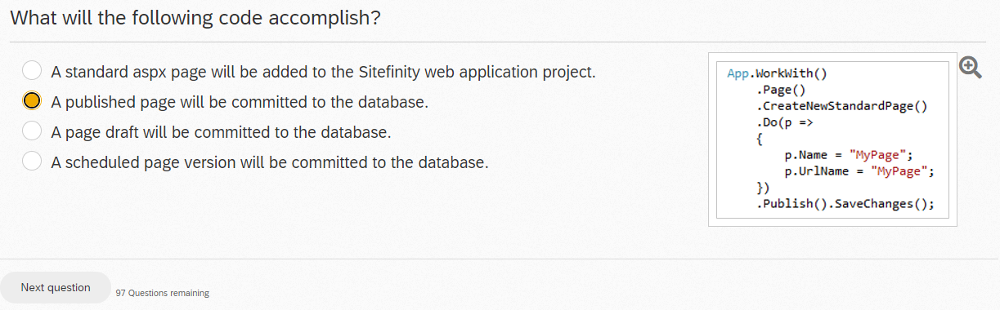 What will the following code accomplish?
A standard aspx page will be added to the Sitefinity web application project.
A published page will be committed to the database.
A page draft will be committed to the database.
A scheduled page version will be committed to the database.
App.WorkWith()
.Page()
.CreateNewStandardPage()
.Do(p =>
{
p.Name = "MyPage";
p.UrlName = "MyPage";
})
.Publish().SaveChanges();
Next question
97 Questions remaining